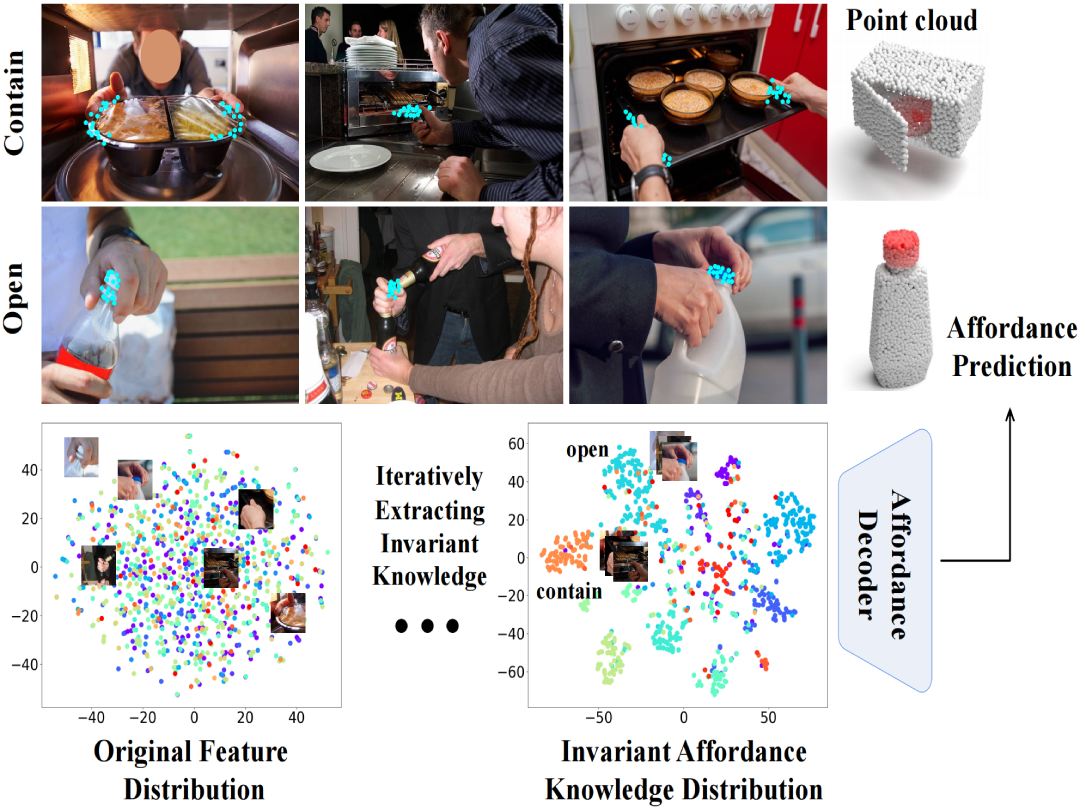 Contain
Point cloud
Open
Affordance
Prediction
40
20
0
−20
−40
−40
−20
0
20
40
Original Feature
Distribution
Iteratively
Extracting
Invariant
Knowledge
60
40
20
0
−20
−40
−60
−50
0
50
open
contain
Invariant Affordance
Knowledge Distribution
Affordance
Decoder